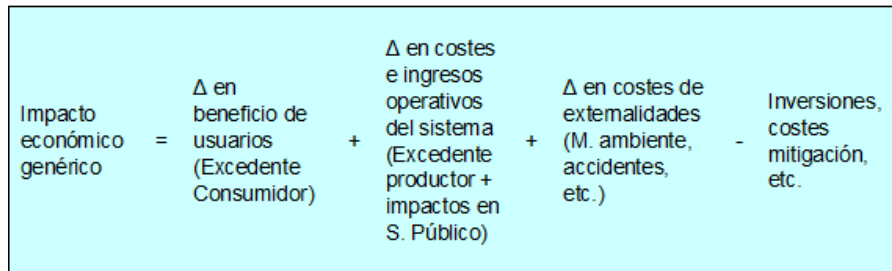 Impacto
económico
genérico
=
Δ en
beneficio de
usuarios
(Excedente
Consumidor)
+
Δ en costes
e ingresos
operativos
del sistema
(Excedente
productor +
impactos en
S. Público)
+
Δ en costes de
externalidades
(M. ambiente,
accidentes,
etc.)
-
Inversiones,
costes
mitigación,
etc.